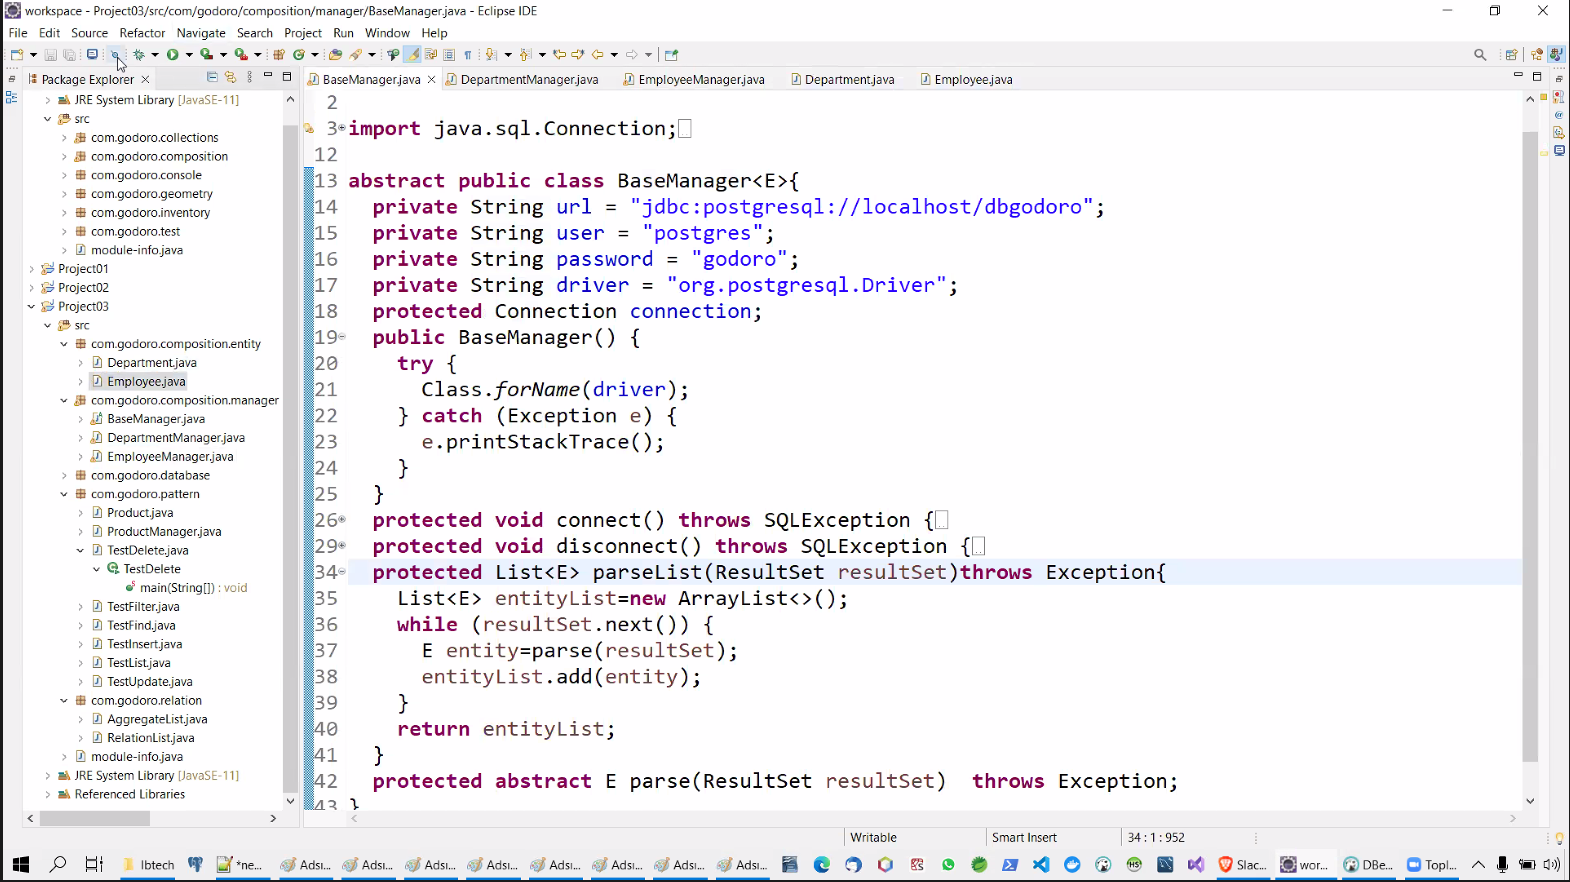 workspace - Project03/src/com/godoro/composition/manager/BaseManager.java - Eclipse IDE
File Edit Source Refactor Navigate Search Project Run Window Help
Package Explorer
BaseManager.java
DepartmentManager.java
EmployeeManager.java
Department.java
Employee.java
JRE System Library [JavaSE-11]
src
com.godoro.collections
com.godoro.composition
com.godoro.console
com.godoro.geometry
com.godoro.inventory
com.godoro.test
module-info.java
Project01
Project02
Project03
src
com.godoro.composition.entity
Department.java
Employee.java
com.godoro.composition.manager
BaseManager.java
DepartmentManager.java
EmployeeManager.java
com.godoro.database
com.godoro.pattern
Product.java
ProductManager.java
TestDelete.java
TestDelete
main(String[]) : void
TestFilter.java
TestFind.java
TestInsert.java
TestList.java
TestUpdate.java
com.godoro.relation
AggregateList.java
RelationList.java
module-info.java
JRE System Library [JavaSE-11]
Referenced Libraries
2
3 import java.sql.Connection;
12
13 abstract public class BaseManager<E>{
14 private String url = "jdbc:postgresql://localhost/dbgodoro";
15 private String user = "postgres";
16 private String password = "godoro";
17 private String driver = "org.postgresql.Driver";
18 protected Connection connection;
19 public BaseManager() {
20 try {
21 Class.forName(driver);
22 } catch (Exception e) {
23 e.printStackTrace();
24 }
25 }
26 protected void connect() throws SQLException {
29 protected void disconnect() throws SQLException {
34 protected List<E> parseList(ResultSet resultSet)throws Exception{
35 List<E> entityList=new ArrayList<>();
36 while (resultSet.next()) {
37 E entity=parse(resultSet);
38 entityList.add(entity);
39 }
40 return entityList;
41 }
42 protected abstract E parse(ResultSet resultSet) throws Exception;
43 }
Writable
Smart Insert
34 : 1 : 952
Ibtech
*ne...
Adsı...
Adsı...
Adsı...
Adsı...
Adsı...
Adsı...
Adsı...
Adsı...
Slac...
wor...
DBe...
Topl...